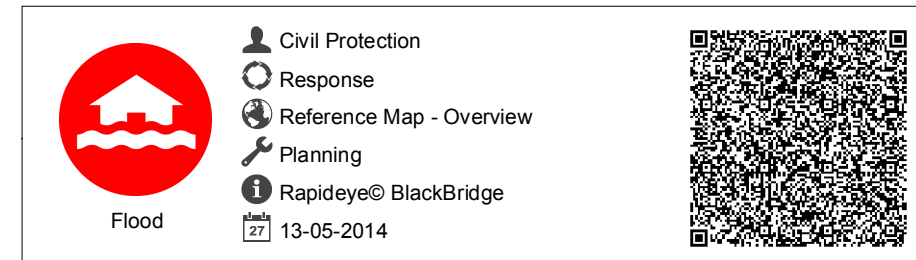 Flood
Civil Protection
Response
Reference Map - Overview
Planning
Rapideye© BlackBridge
27 13-05-2014